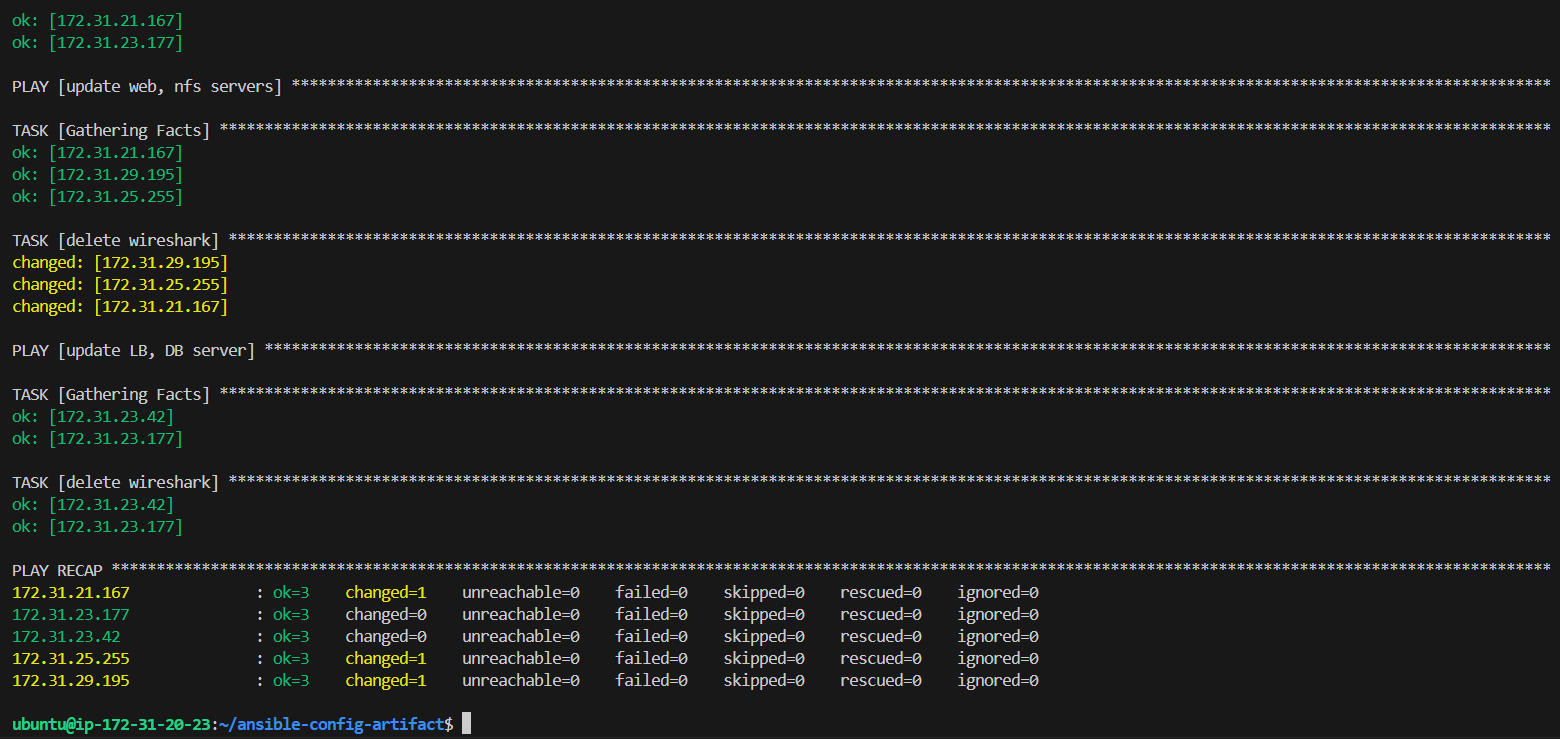 ok: [172.31.21.167]
ok: [172.31.23.177]
PLAY [update web, nfs servers] ****************************************************************************************************************************************************
TASK [Gathering Facts] ************************************************************************************************************************************************************
ok: [172.31.21.167]
ok: [172.31.29.195]
ok: [172.31.25.255]
TASK [delete wireshark] ***********************************************************************************************************************************************************
changed: [172.31.29.195]
changed: [172.31.25.255]
changed: [172.31.21.167]
PLAY [update LB, DB server] *******************************************************************************************************************************************************
TASK [Gathering Facts] ************************************************************************************************************************************************************
ok: [172.31.23.42]
ok: [172.31.23.177]
TASK [delete wireshark] ***********************************************************************************************************************************************************
ok: [172.31.23.42]
ok: [172.31.23.177]
PLAY RECAP ************************************************************************************************************************************************************************
172.31.21.167              : ok=3    changed=1    unreachable=0    failed=0    skipped=0    rescued=0    ignored=0
172.31.23.177              : ok=3    changed=0    unreachable=0    failed=0    skipped=0    rescued=0    ignored=0
172.31.23.42               : ok=3    changed=0    unreachable=0    failed=0    skipped=0    rescued=0    ignored=0
172.31.25.255              : ok=3    changed=1    unreachable=0    failed=0    skipped=0    rescued=0    ignored=0
172.31.29.195              : ok=3    changed=1    unreachable=0    failed=0    skipped=0    rescued=0    ignored=0
ubuntu@ip-172-31-20-23:~/ansible-config-artifact$